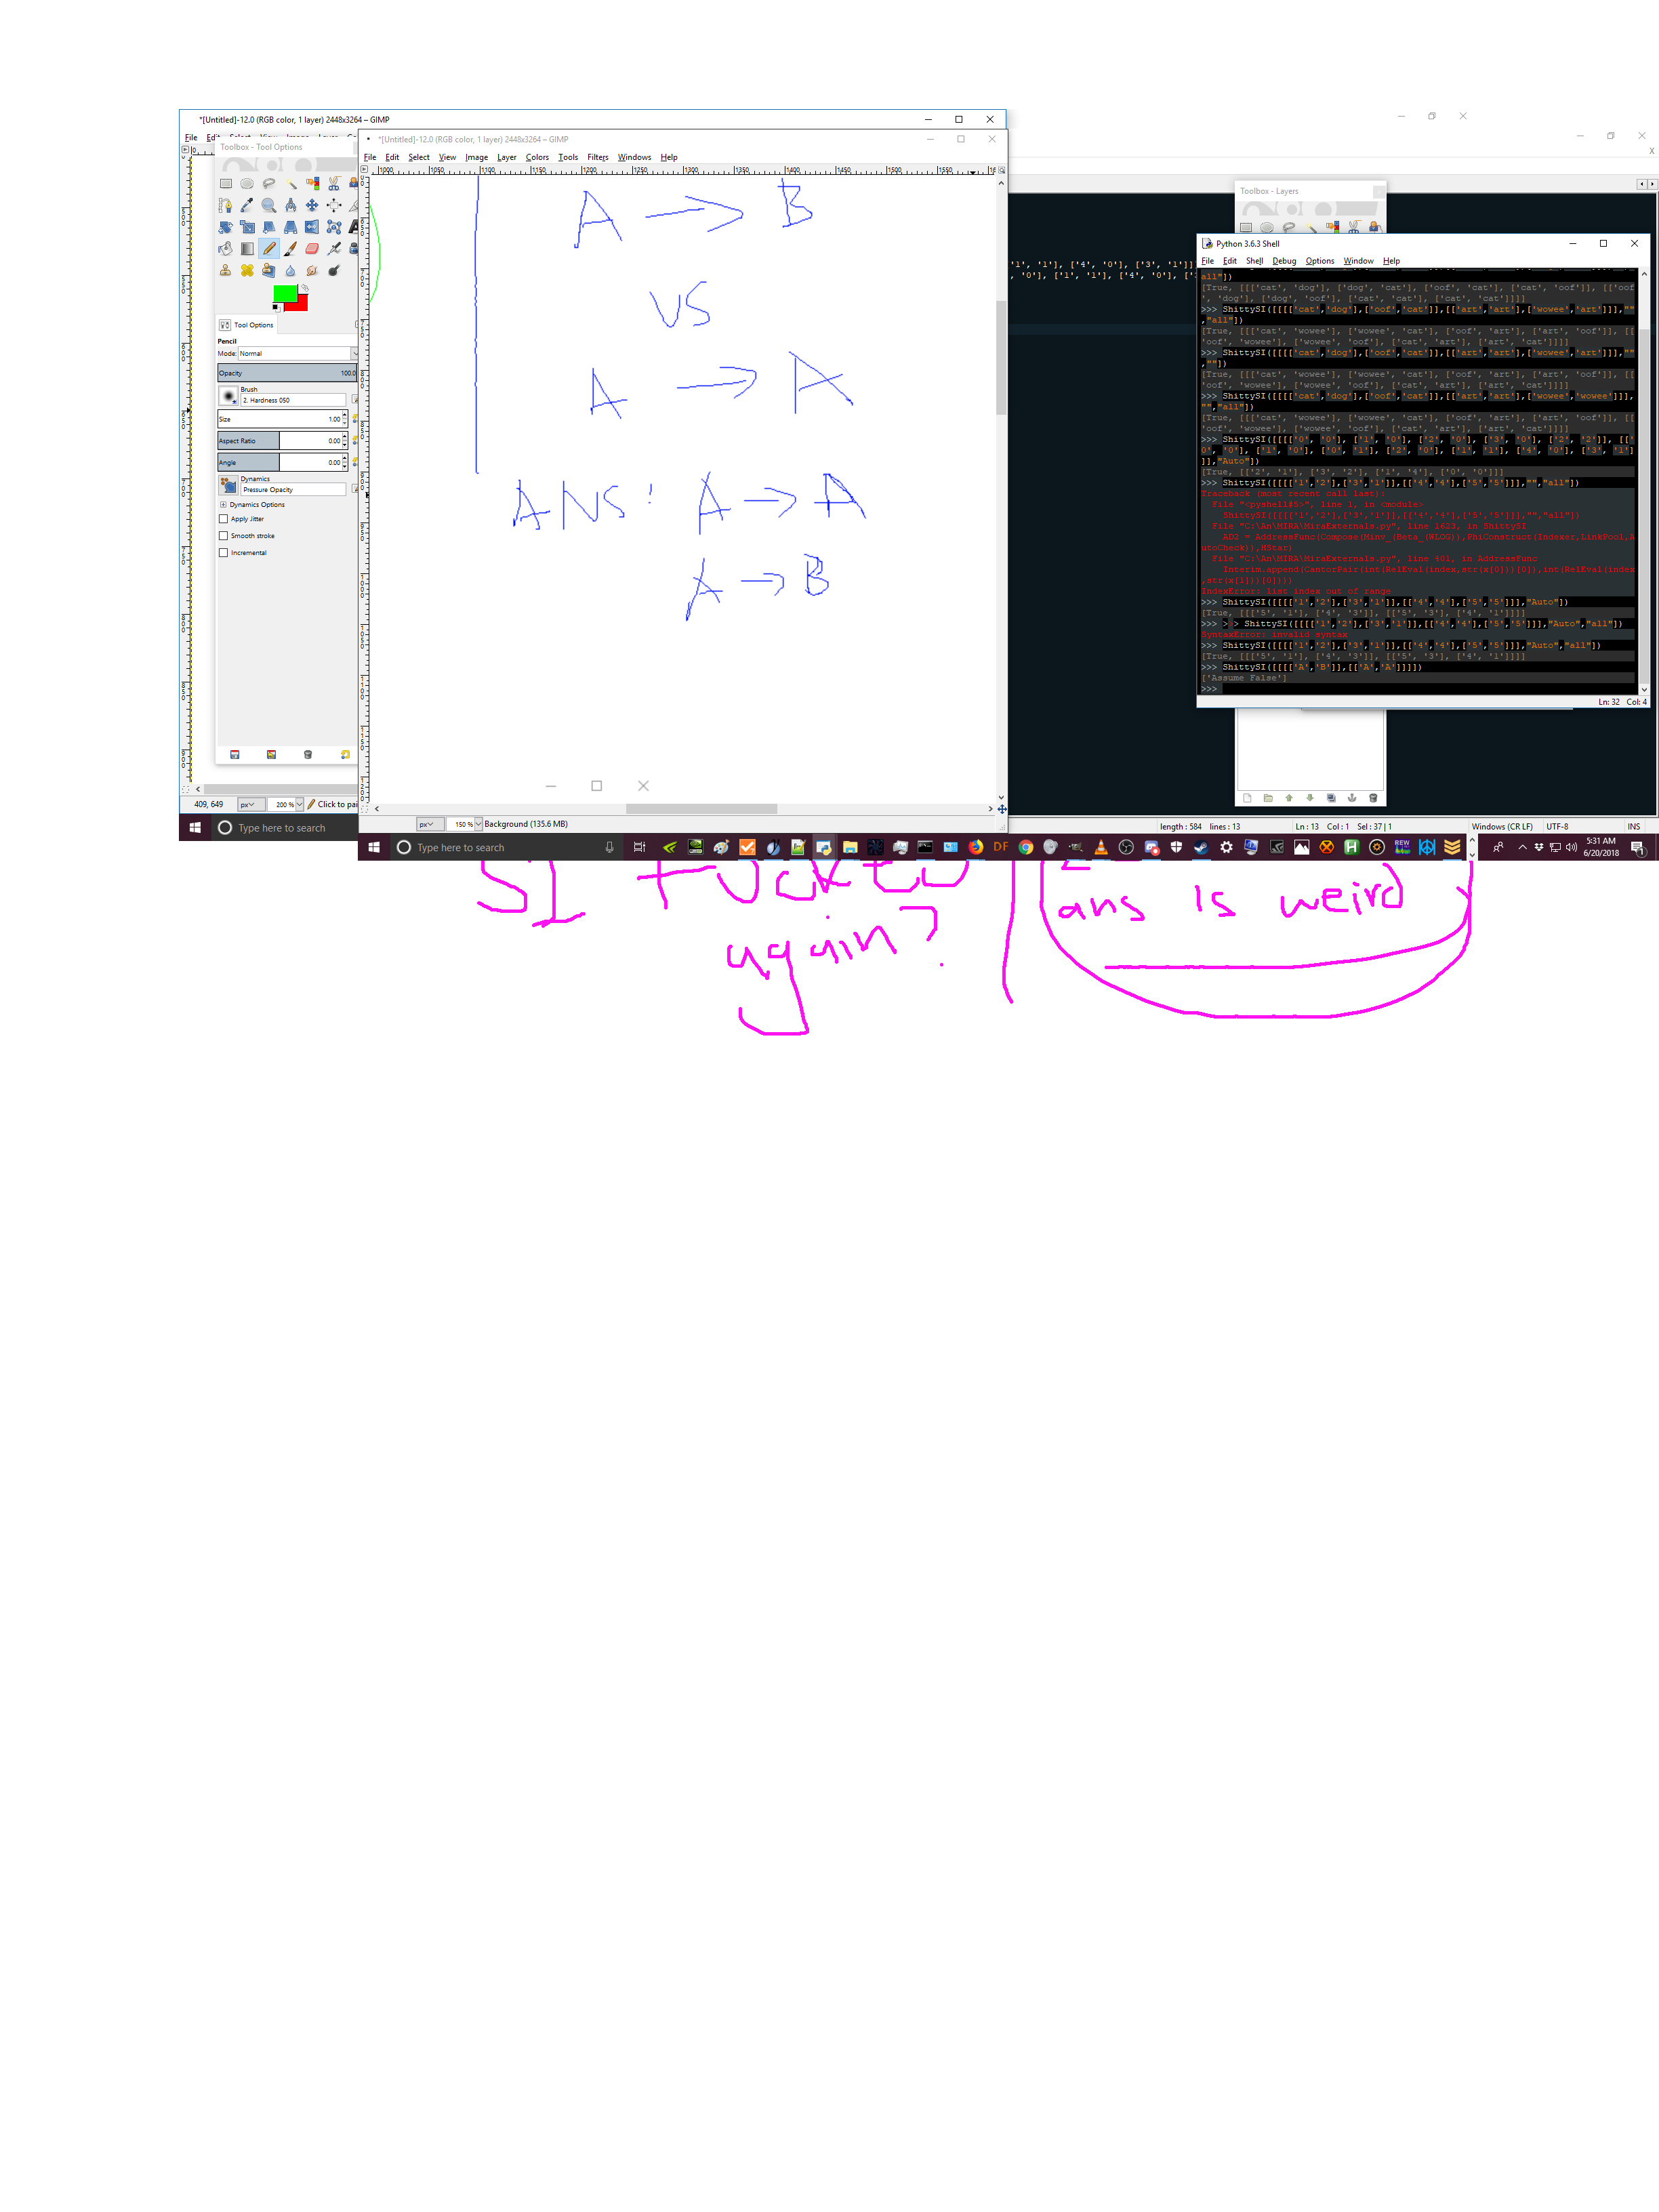 *[Untitled]-12.0 (RGB color, 1 layer) 2448x3264 – GIMP
*[Untitled]-12.0 (RGB color, 1 layer) 2448x3264 – GIMP
File Edit Select View Image Layer Colors Tools Filters Windows Help
Toolbox - Tool Options
Tool Options
Pencil
Mode: Normal
Opacity 100.0
Brush
2. Hardness 050
Size 1.00
Aspect Ratio 0.00
Angle 0.00
Dynamics
Pressure Opacity
Dynamics Options
Apply Jitter
Smooth stroke
Incremental
409, 649 px 200 % Click to pa
Type here to search
A → B
VS
A → A
ANS: A → A
A → B
px 150 % Background (135.6 MB)
Type here to search
Toolbox - Layers
'1', '1'], ['4', '0'], ['3', '1']]
, '0'], ['1', '1'], ['4', '0'], ['
Python 3.6.3 Shell
File Edit Shell Debug Options Window Help
all"])
[True, [[['cat', 'dog'], ['dog', 'cat'], ['oof', 'cat'], ['cat', 'oof']], [['oof
', 'dog'], ['dog', 'oof'], ['cat', 'cat'], ['cat', 'cat']]]]
>>> ShittySI([[[['cat','dog'],['oof','cat']],[['art','art'],['wowee','art']]],""
,"all"])
[True, [[['cat', 'wowee'], ['wowee', 'cat'], ['oof', 'art'], ['art', 'oof']], [[
'oof', 'wowee'], ['wowee', 'oof'], ['cat', 'art'], ['art', 'cat']]]]
>>> ShittySI([[[['cat','dog'],['oof','cat']],[['art','art'],['wowee','art']]],""
,""])
[True, [[['cat', 'wowee'], ['wowee', 'cat'], ['oof', 'art'], ['art', 'oof']], [[
'oof', 'wowee'], ['wowee', 'oof'], ['cat', 'art'], ['art', 'cat']]]]
>>> ShittySI([[[['cat','dog'],['oof','cat']],[['art','art'],['wowee','wowee']]],
"","all"])
[True, [[['cat', 'wowee'], ['wowee', 'cat'], ['oof', 'art'], ['art', 'oof']], [[
'oof', 'wowee'], ['wowee', 'oof'], ['cat', 'art'], ['art', 'cat']]]]
>>> ShittySI([[[['0', '0'], ['1', '0'], ['2', '0'], ['3', '0'], ['2', '2']], [['
0', '0'], ['1', '0'], ['0', '1'], ['2', '0'], ['1', '1'], ['4', '0'], ['3', '1']
]],"Auto"])
[True, [['2', '1'], ['3', '2'], ['1', '4'], ['0', '0']]]
>>> ShittySI([[[['1','2'],['3','1']],[['4','4'],['5','5']]],"","all"])
Traceback (most recent call last):
File "<pyshell#5>", line 1, in <module>
ShittySI([[[['1','2'],['3','1']],[['4','4'],['5','5']]],"","all"])
File "C:\An\MIRA\MiraExternals.py", line 1623, in ShittySI
AD2 = AddressFunc(Compose(Minv_(Beta_(NLOG)),PhiConstruct(Indexer,LinkPool,A
utoCheck)),HStar)
File "C:\An\MIRA\MiraExternals.py", line 401, in AddressFunc
Interim.append(CantorPair(int(RelEval(index,str(x[0]))[0]),int(RelEval(index
,str(x[1]))[0])))
IndexError: list index out of range
>>> ShittySI([[[['1','2'],['3','1']],[['4','4'],['5','5']]],"Auto"])
[True, [[['5', '1'], ['4', '3']], [['5', '3'], ['4', '1']]]]
>>> >> ShittySI([[[['1','2'],['3','1']],[['4','4'],['5','5']]],"Auto","all"])
SyntaxError: invalid syntax
>>> ShittySI([[[['1','2'],['3','1']],[['4','4'],['5','5']]],"Auto","all"])
[True, [[['5', '1'], ['4', '3']], [['5', '3'], ['4', '1']]]]
>>> ShittySI([[[['A','B']],[['A','A']]]])
['Assume False']
>>>
Ln: 32 Col: 4
length : 584 lines : 13 Ln : 13 Col : 1 Sel : 37 | 1 Windows (CR LF) UTF-8 INS
5:31 AM
6/20/2018
SI
again?
ans is weird